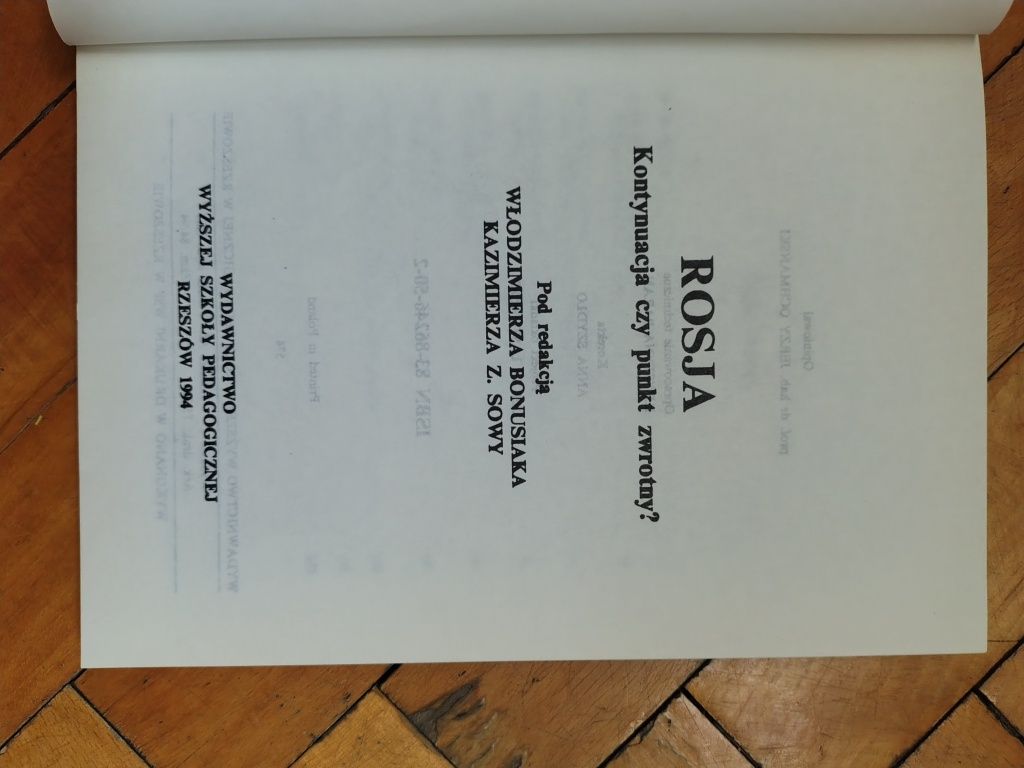 ROSJA
Kontynuacja czy punkt zwrotny?
Pod redakcją
WŁODZIMIERZA BONUSIAKA
KAZIMIERZA Z. SOWY
WYDAWNICTWO
WYŻSZEJ SZKOŁY PEDAGOGICZNEJ
RZESZÓW 1994